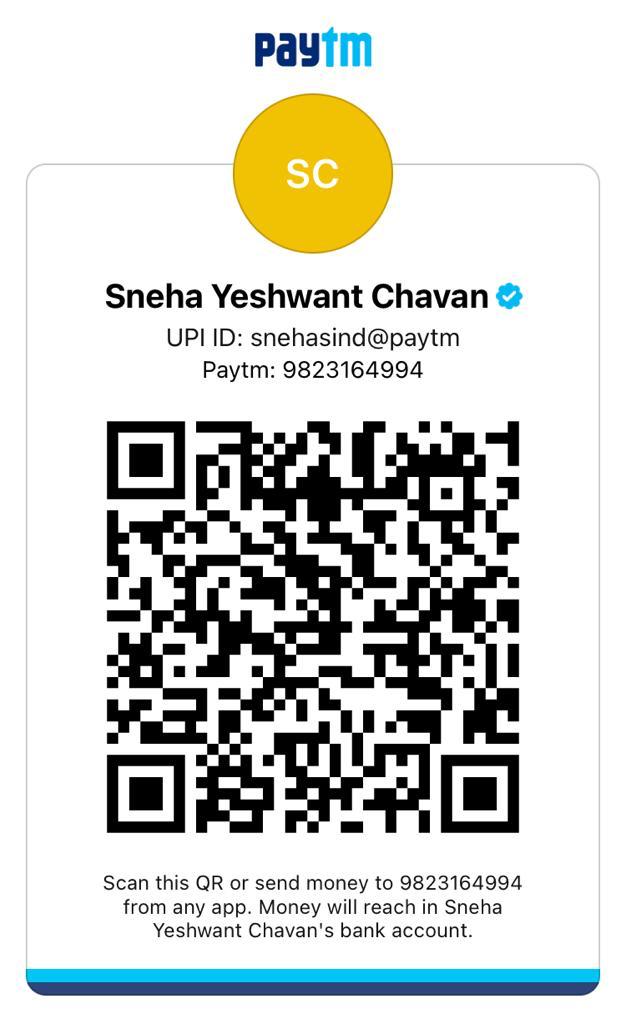 paytm
SC
Sneha Yeshwant Chavan
UPI ID: snehasind@paytm
Paytm: 9823164994
Scan this QR or send money to 9823164994
from any app. Money will reach in Sneha
Yeshwant Chavan's bank account.